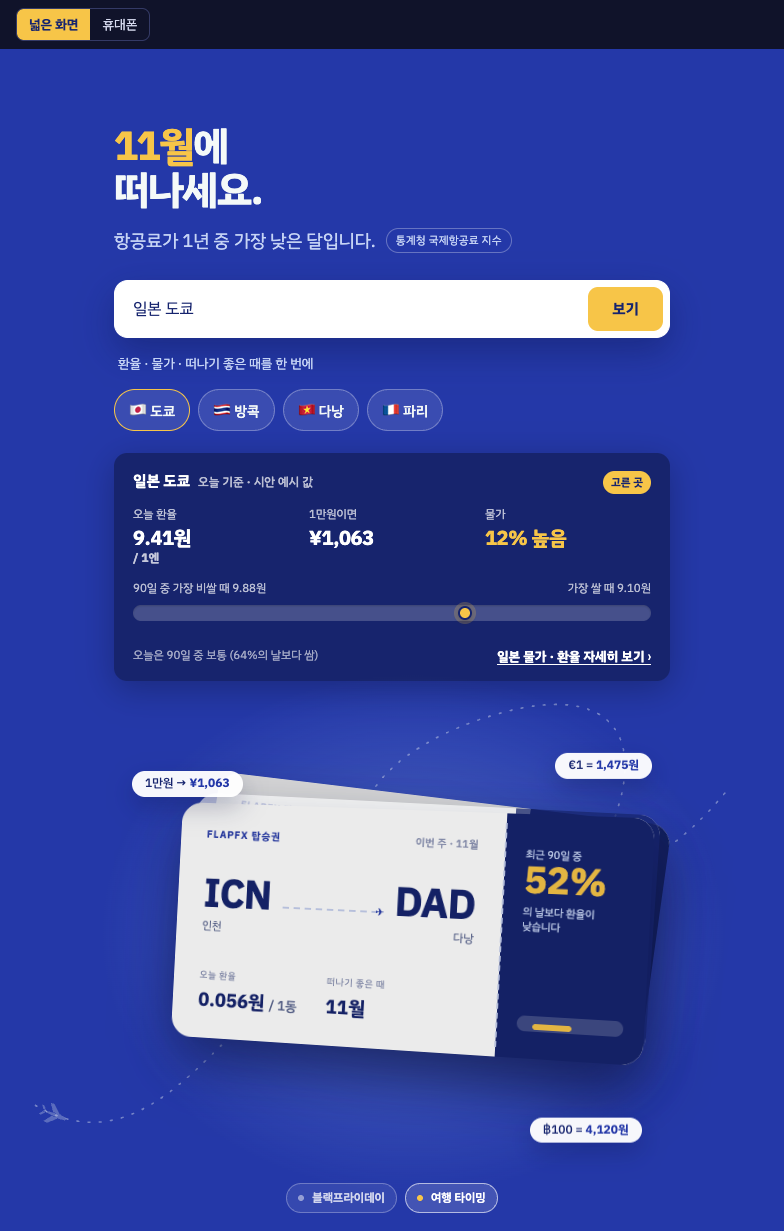 넓은 화면
휴대폰
11월에
떠나세요.
항공료가 1년 중 가장 낮은 달입니다.
통계청 국제항공료 지수
일본 도쿄
보기
환율 · 물가 · 떠나기 좋은 때를 한 번에
도쿄
방콕
다낭
파리
일본 도쿄 오늘 기준 · 시안 예시 값
고른 곳
오늘 환율
1만원이면
물가
9.41원
¥1,063
12% 높음
/ 1엔
90일 중 가장 비쌀 때 9.88원
가장 쌀 때 9.10원
오늘은 90일 중 보통 (64%의 날보다 쌈)
일본 물가 · 환율 자세히 보기 ›
€1 = 1,475원
1만원 → ¥1,063
FLAPFX 탑승권
이번 주 · 11월
최근 90일 중
52%
의 날보다 환율이
낮습니다
ICN
DAD
인천
다낭
오늘 환율
떠나기 좋은 때
0.056원 / 1동
11월
฿100 = 4,120원
블랙프라이데이
여행 타이밍